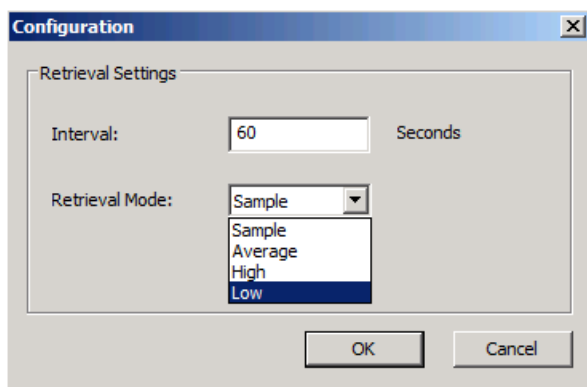 Configuration
Retrieval Settings
Interval: 60 Seconds
Retrieval Mode: Sample
Sample
Average
High
Low
OK Cancel